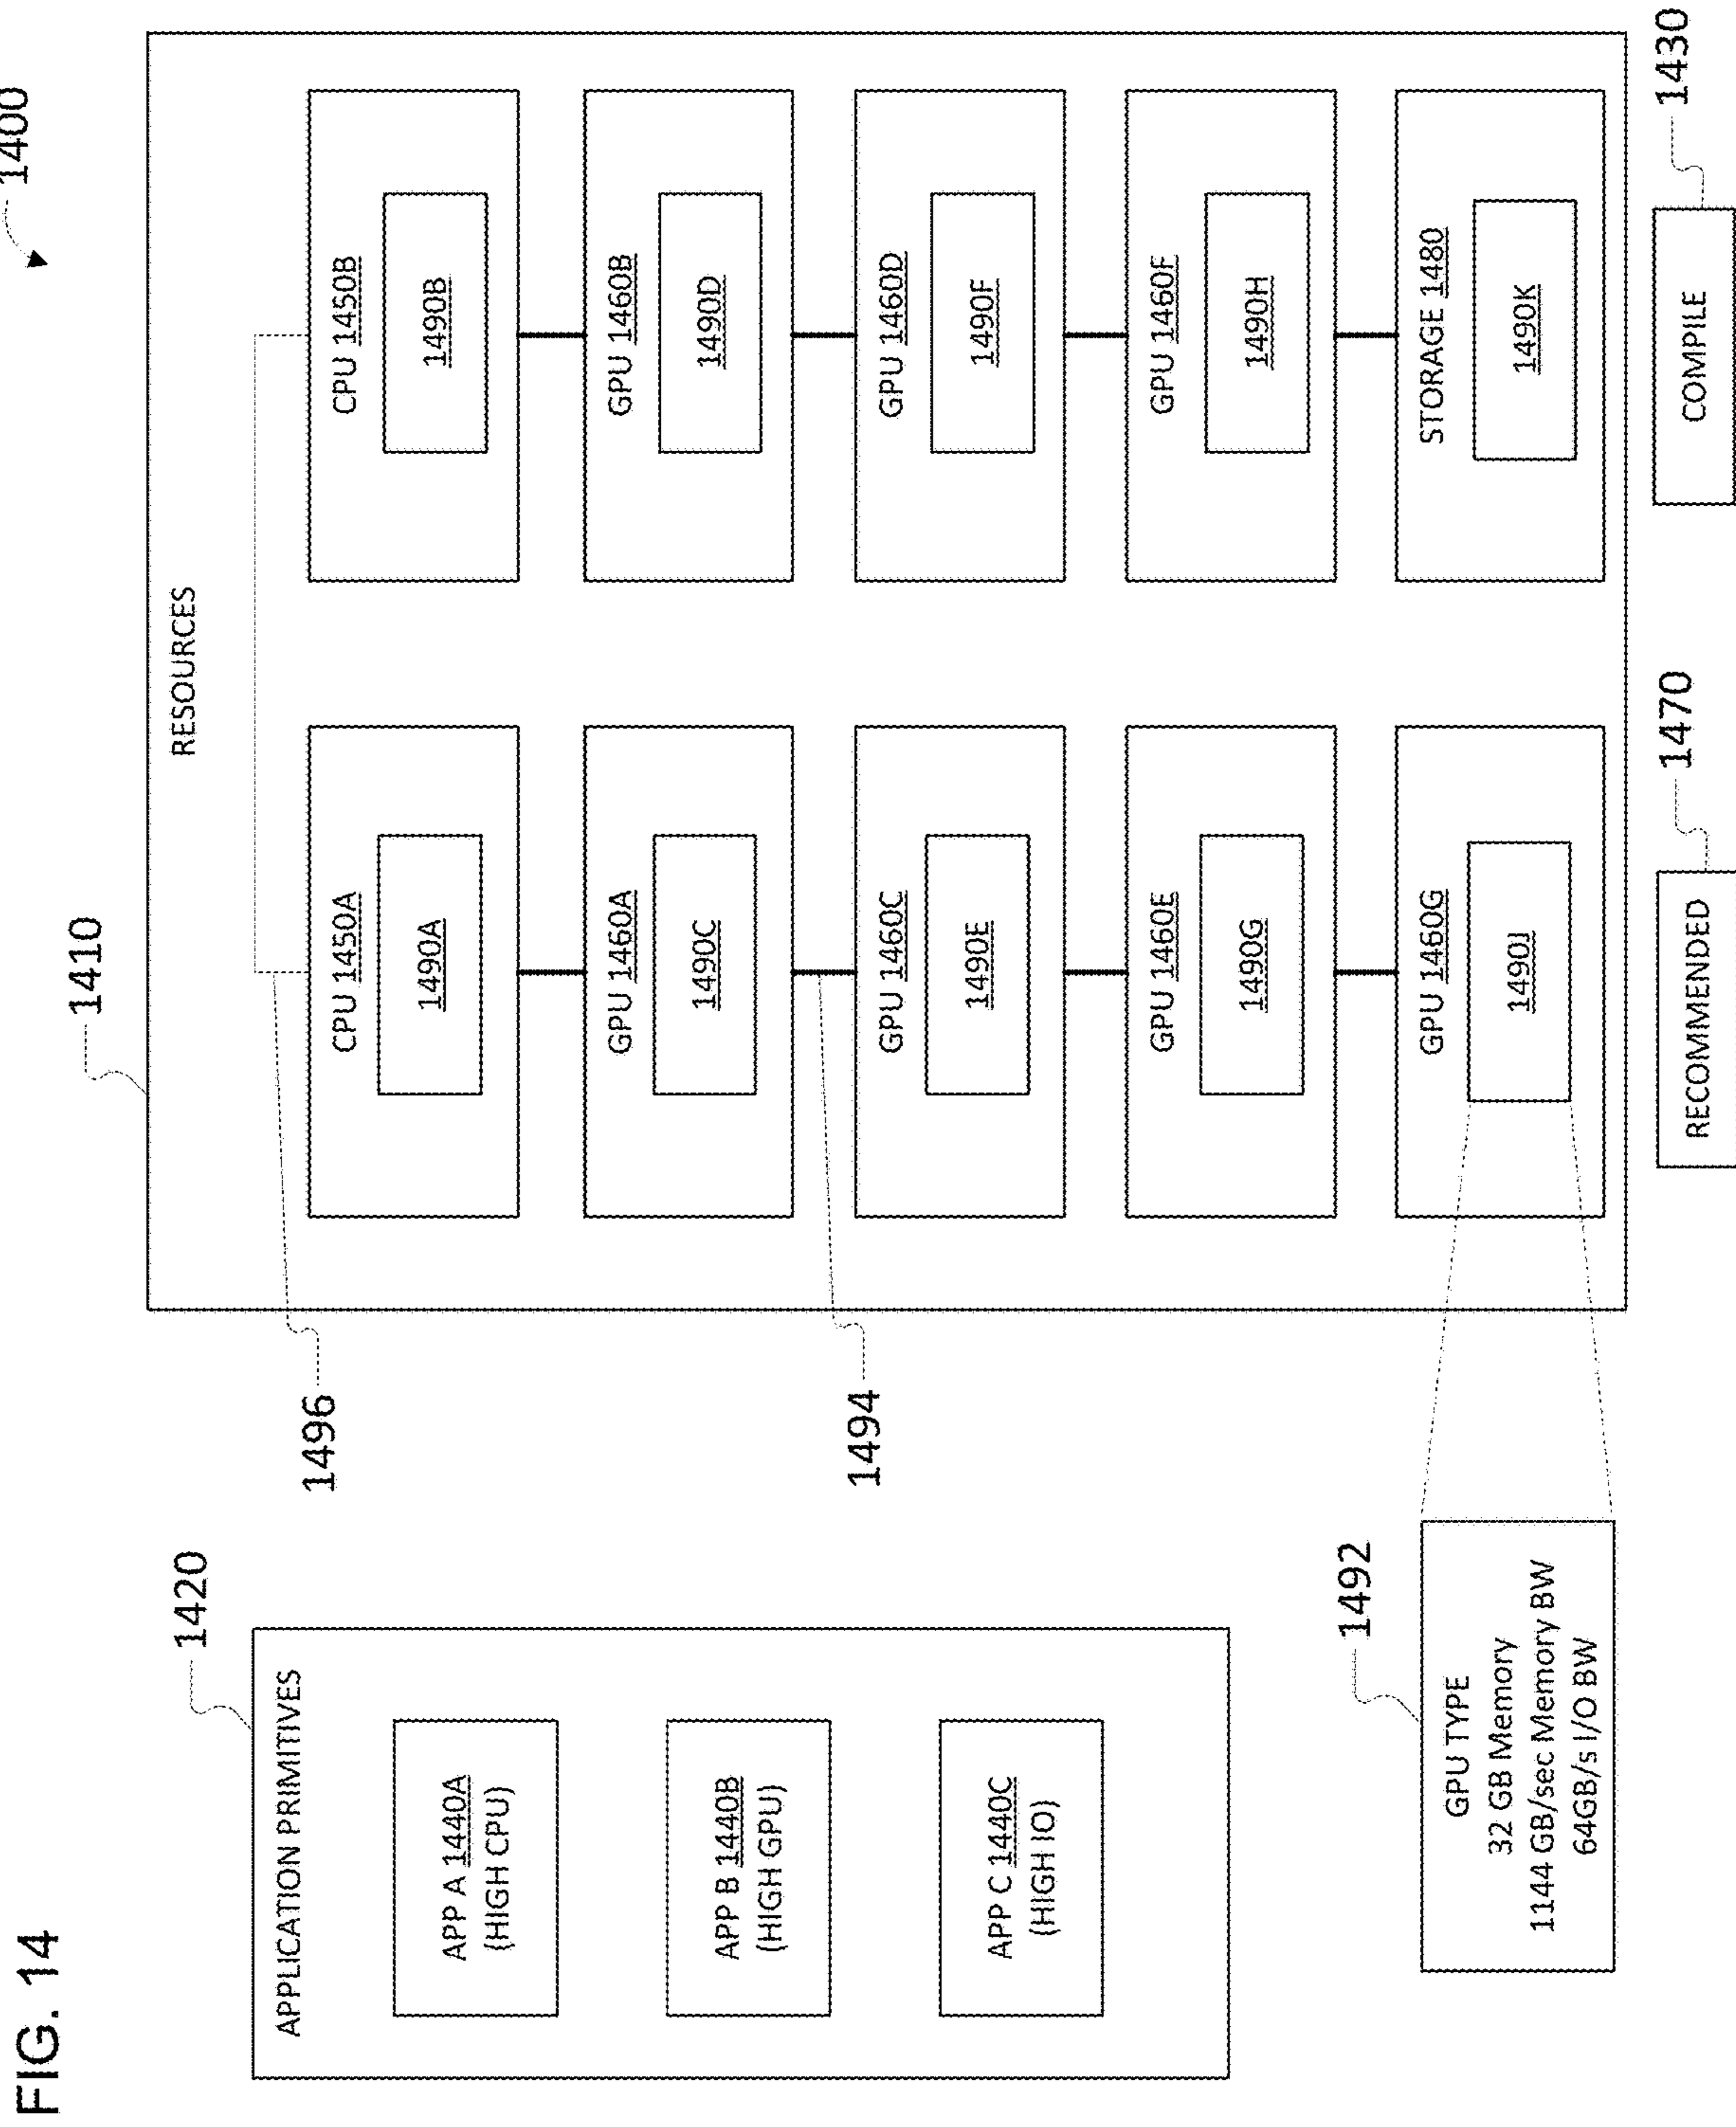 FIG. 14
1400
1410
RESOURCES
1420
APPLICATION PRIMITIVES
APP A 1440A
(HIGH CPU)
APP B 1440B
(HIGH GPU)
APP C 1440C
(HIGH IO)
1496
1494
CPU 1450A
1490A
CPU 1450B
1490B
GPU 1460A
1490C
GPU 1460B
1490D
GPU 1460C
1490E
GPU 1460D
1490F
GPU 1460E
1490G
GPU 1460F
1490H
GPU 1460G
1490J
STORAGE 1480
1490K
1492
GPU TYPE
32 GB Memory
1144 GB/sec Memory BW
64GB/s I/O BW
RECOMMENDED
1470
COMPILE
1430